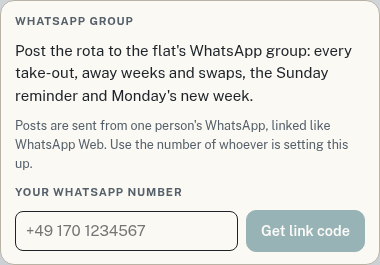 WHATSAPP GROUP
Post the rota to the flat's WhatsApp group: every
take-out, away weeks and swaps, the Sunday
reminder and Monday's new week.
Posts are sent from one person's WhatsApp, linked like
WhatsApp Web. Use the number of whoever is setting this
up.
YOUR WHATSAPP NUMBER
+49 170 1234567
Get link code